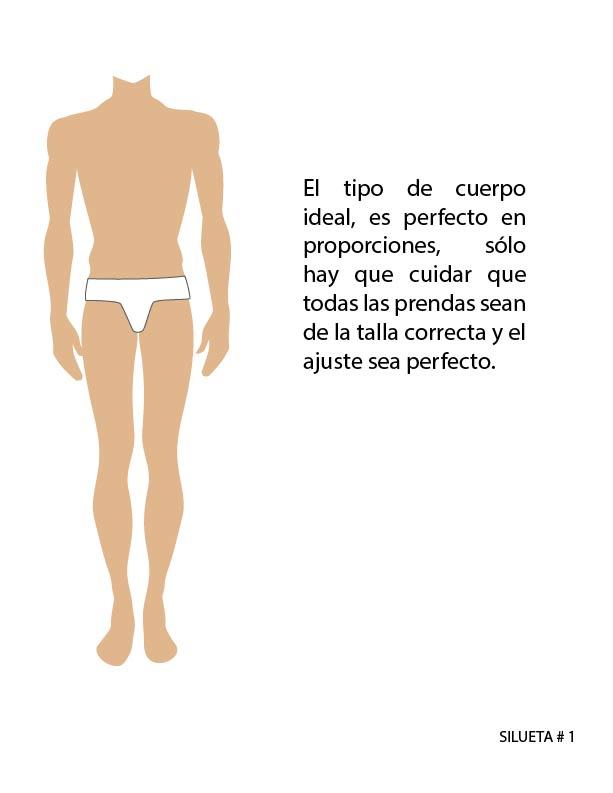 El tipo de cuerpo
ideal, es perfecto en
proporciones, sólo
hay que cuidar que
todas las prendas sean
de la talla correcta y el
ajuste sea perfecto.
SILUETA # 1